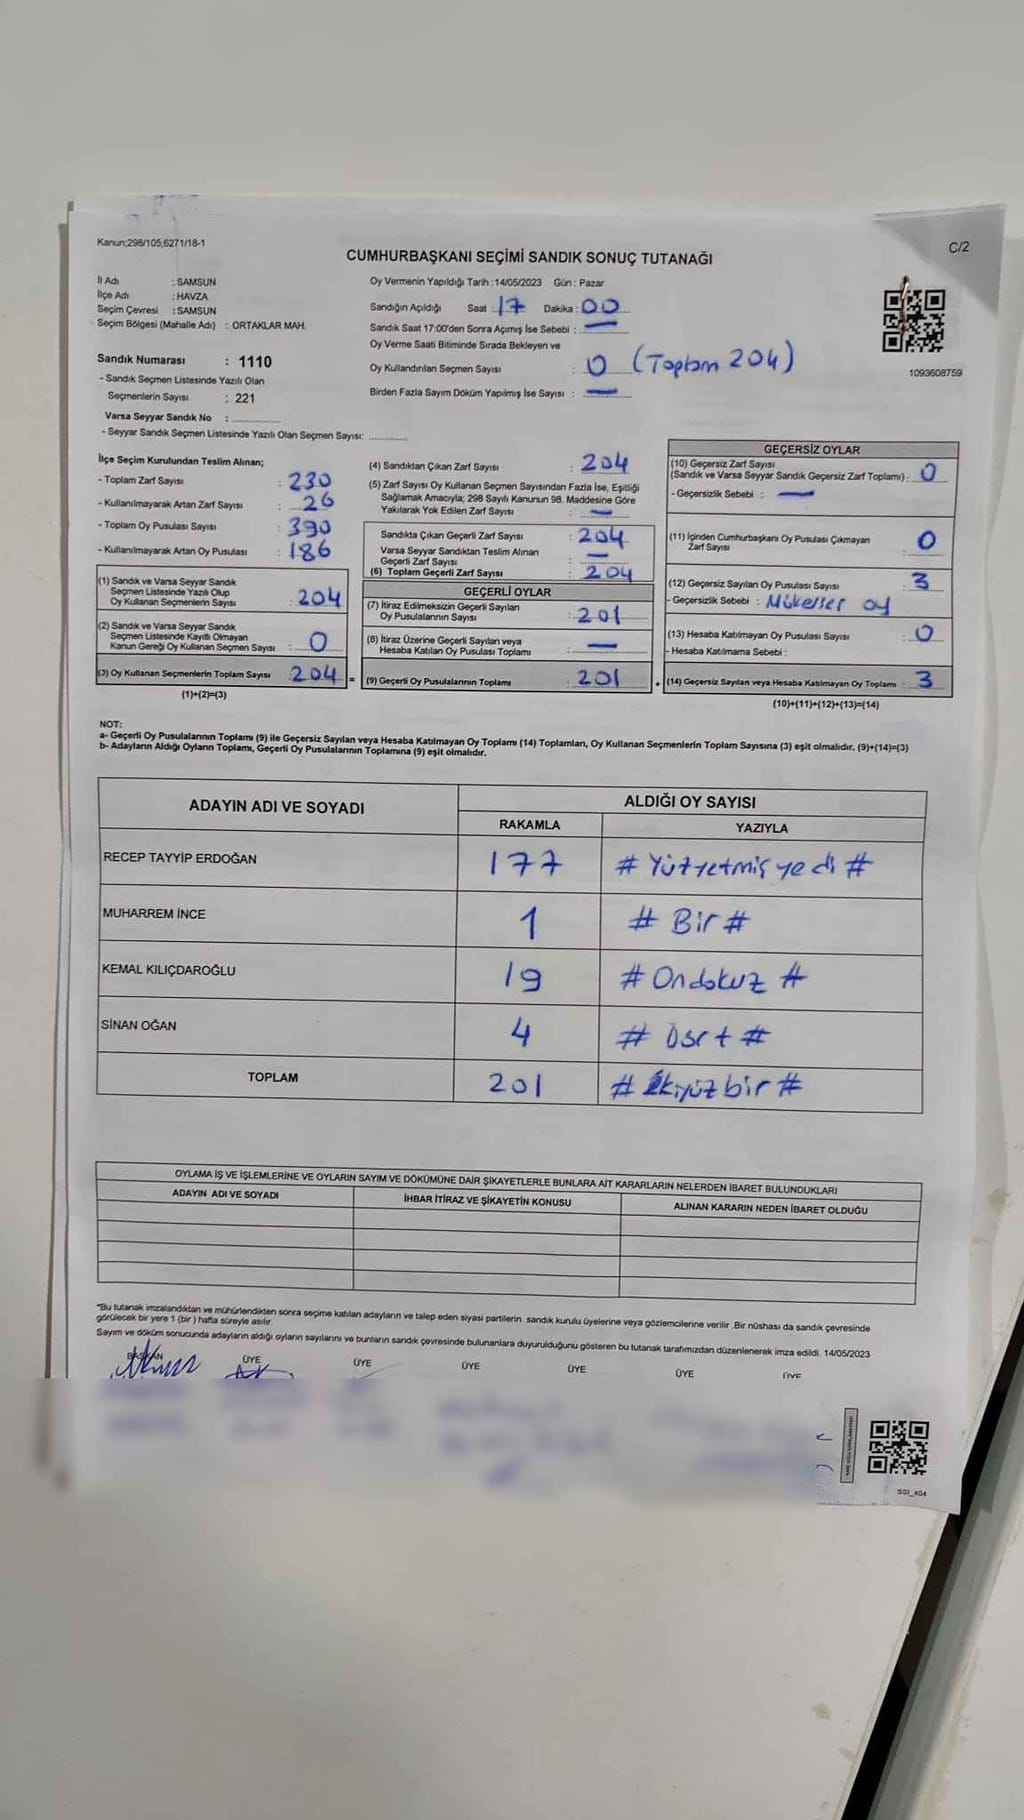 Kanun;298/105;6271/18-1
C/2
CUMHURBAŞKANI SEÇİMİ SANDIK SONUÇ TUTANAĞI
İl Adı : SAMSUN
İlçe Adı : HAVZA
Seçim Çevresi : SAMSUN
Seçim Bölgesi (Mahalle Adı) : ORTAKLAR MAH.
Sandık Numarası : 1110
- Sandık Seçmen Listesinde Yazılı Olan
Seçmenlerin Sayısı : 221
Varsa Seyyar Sandık No :
- Seyyar Sandık Seçmen Listesinde Yazılı Olan Seçmen Sayısı:
Oy Vermenin Yapıldığı Tarih : 14/05/2023 Gün : Pazar
Sandığın Açıldığı Saat : 17 Dakika : 00
Sandık Saat 17:00'den Sonra Açımış İse Sebebi : —
Oy Verme Saati Bitiminde Sırada Bekleyen ve
Oy Kullandırılan Seçmen Sayısı : 0 (Toplam 204)
Birden Fazla Sayım Döküm Yapılmış İse Sayısı : —
1093608759
İlçe Seçim Kurulundan Teslim Alınan;
- Toplam Zarf Sayısı : 230
- Kullanılmayarak Artan Zarf Sayısı : 26
- Toplam Oy Pusulası Sayısı : 390
- Kullanılmayarak Artan Oy Pusulası : 186
(1) Sandık ve Varsa Seyyar Sandık
Seçmen Listesinde Yazılı Olup
Oy Kullanan Seçmenlerin Sayısı : 204
(2) Sandık ve Varsa Seyyar Sandık
Seçmen Listesinde Kayıtlı Olmayan
Kanun Gereği Oy Kullanan Seçmen Sayısı : 0
(3) Oy Kullanan Seçmenlerin Toplam Sayısı : 204 =
(1)+(2)=(3)
(4) Sandıktan Çıkan Zarf Sayısı : 204
(5) Zarf Sayısı Oy Kullanan Seçmen Sayısından Fazla İse, Eşitliği
Sağlamak Amacıyla; 298 Sayılı Kanunun 98. Maddesine Göre
Yakılarak Yok Edilen Zarf Sayısı : —
Sandıkta Çıkan Geçerli Zarf Sayısı : 204
Varsa Seyyar Sandıktan Teslim Alınan
Geçerli Zarf Sayısı : —
(6) Toplam Geçerli Zarf Sayısı : 204
GEÇERLİ OYLAR
(7) İtiraz Edilmeksizin Geçerli Sayılan
Oy Pusulalarının Sayısı : 201
(8) İtiraz Üzerine Geçerli Sayılan veya
Hesaba Katılan Oy Pusulası Toplamı : —
(9) Geçerli Oy Pusulalarının Toplamı : 201 +
GEÇERSİZ OYLAR
(10) Geçersiz Zarf Sayısı
(Sandık ve Varsa Seyyar Sandık Geçersiz Zarf Toplamı) : 0
- Geçersizlik Sebebi : —
(11) İçinden Cumhurbaşkanı Oy Pusulası Çıkmayan
Zarf Sayısı : 0
(12) Geçersiz Sayılan Oy Pusulası Sayısı : 3
- Geçersizlik Sebebi : Mükerrer oy
(13) Hesaba Katılmayan Oy Pusulası Sayısı : 0
- Hesaba Katılmama Sebebi :
(14) Geçersiz Sayılan veya Hesaba Katılmayan Oy Toplamı : 3
(10)+(11)+(12)+(13)=(14)
NOT:
a- Geçerli Oy Pusulalarının Toplamı (9) ile Geçersiz Sayılan veya Hesaba Katılmayan Oy Toplamı (14) Toplamları, Oy Kullanan Seçmenlerin Toplam Sayısına (3) eşit olmalıdır. (9)+(14)=(3)
b- Adayların Aldığı Oyların Toplamı, Geçerli Oy Pusulalarının Toplamına (9) eşit olmalıdır.
ADAYIN ADI VE SOYADI
ALDIĞI OY SAYISI
RAKAMLA YAZIYLA
RECEP TAYYİP ERDOĞAN 177 # Yüzyetmiş yedi #
MUHARREM İNCE 1 # Bir #
KEMAL KILIÇDAROĞLU 19 # Ondokuz #
SİNAN OĞAN 4 # Dört #
TOPLAM 201 # İkiyüzbir #
OYLAMA İŞ VE İŞLEMLERİNE VE OYLARIN SAYIM VE DÖKÜMÜNE DAİR ŞİKAYETLERLE BUNLARA AİT KARARLARIN NELERDEN İBARET BULUNDUKLARI
ADAYIN ADI VE SOYADI İHBAR İTİRAZ VE ŞİKAYETİN KONUSU ALINAN KARARIN NEDEN İBARET OLDUĞU
*Bu tutanak imzalandıktan ve mühürlendikten sonra seçime katılan adayların ve talep eden siyasi partilerin sandık kurulu üyelerine veya gözlemcilerine verilir. Bir nüshası da sandık çevresinde
görülecek bir yere 1 (bir) hafta süreyle asılır.
Sayım ve döküm sonucunda adayların aldığı oyların sayılarını ve bunların sandık çevresinde bulunanlara duyurulduğunu gösteren bu tutanak tarafımızdan düzenlenerek imza edildi. 14/05/2023
BAŞKAN ÜYE ÜYE ÜYE ÜYE ÜYE ÜYE
SSI_404